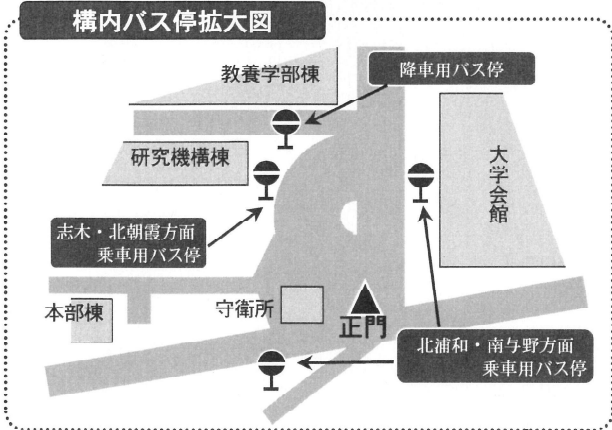 構内バス停拡大図
教養学部棟
降車用バス停
研究機構棟
大学会館
志木・北朝霞方面
乗車用バス停
本部棟
守衛所
正門
北浦和・南与野方面
乗車用バス停